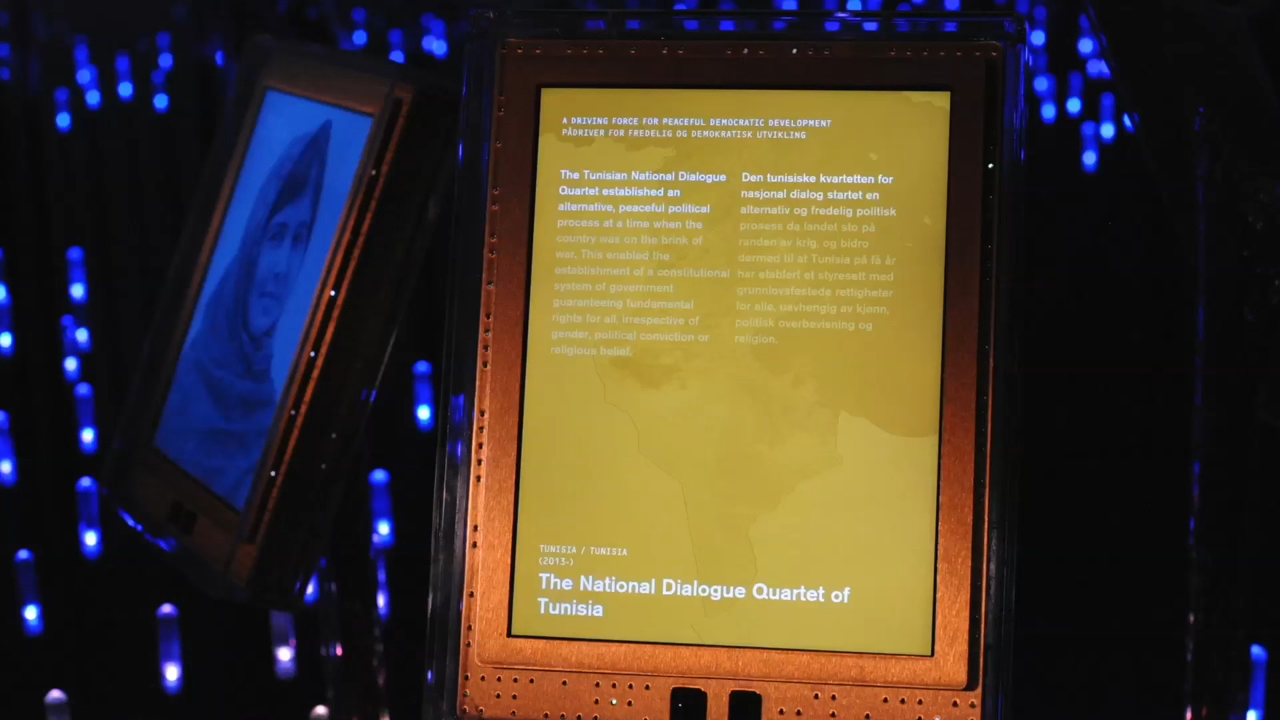 A DRIVING FORCE FOR PEACEFUL DEMOCRATIC DEVELOPMENT
PÅDRIVER FOR FREDELIG OG DEMOKRATISK UTVIKLING
The Tunisian National Dialogue
Quartet established an
alternative, peaceful political
process at a time when the
country was on the brink of
war. This enabled the
establishment of a constitutional
system of government
guaranteeing fundamental
rights for all, irrespective of
gender, political conviction or
religious belief.
Den tunisiske kvartetten for
nasjonal dialog startet en
alternativ og fredelig politisk
prosess da landet sto på
randen av krig, og bidro
dermed til at Tunisia på få år
har etablert et styresett med
grunnlovsfestede rettigheter
for alle, uavhengig av kjønn,
politisk overbevisning og
religion.
TUNISIA / TUNISIA
(2013-)
The National Dialogue Quartet of
Tunisia